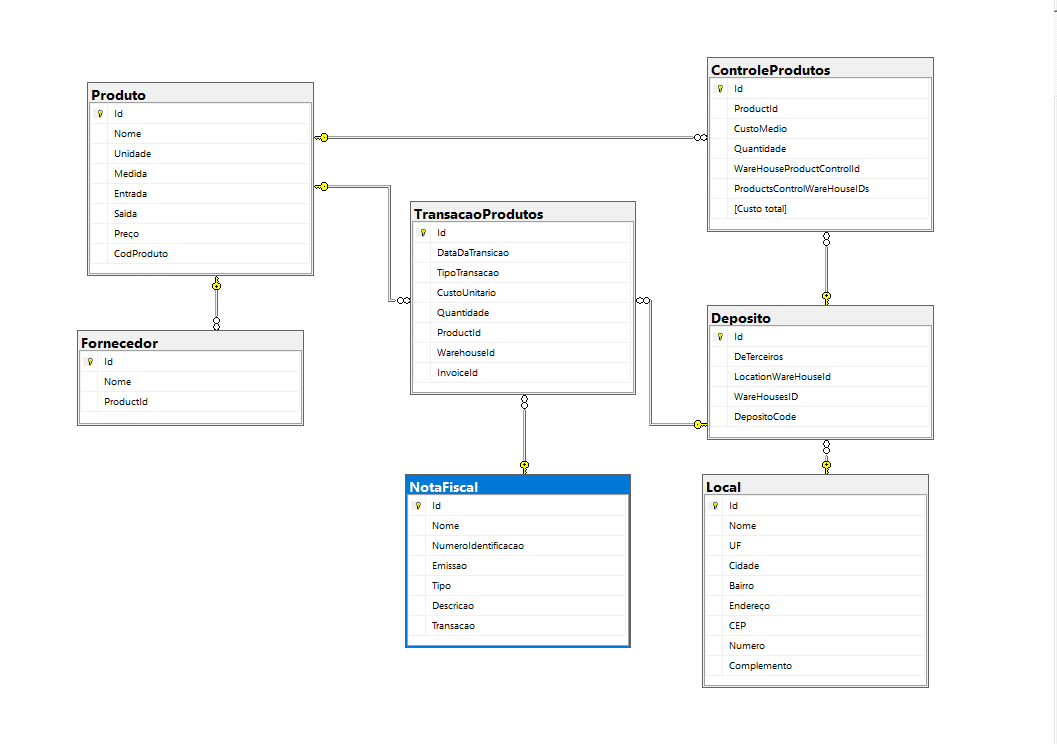 Produto
Id
Nome
Unidade
Medida
Entrada
Saida
Preço
CodProduto
Fornecedor
Id
Nome
ProductId
TransacaoProdutos
Id
DataDaTransicao
TipoTransacao
CustoUnitario
Quantidade
ProductId
WarehouseId
InvoiceId
NotaFiscal
Id
Nome
NumeroIdentificacao
Emissao
Tipo
Descricao
Transacao
ControleProdutos
Id
ProductId
CustoMedio
Quantidade
WareHouseProductControlId
ProductsControlWareHouseIDs
[Custo total]
Deposito
Id
DeTerceiros
LocationWareHouseId
WareHousesID
DepositoCode
Local
Id
Nome
UF
Cidade
Bairro
Endereço
CEP
Numero
Complemento